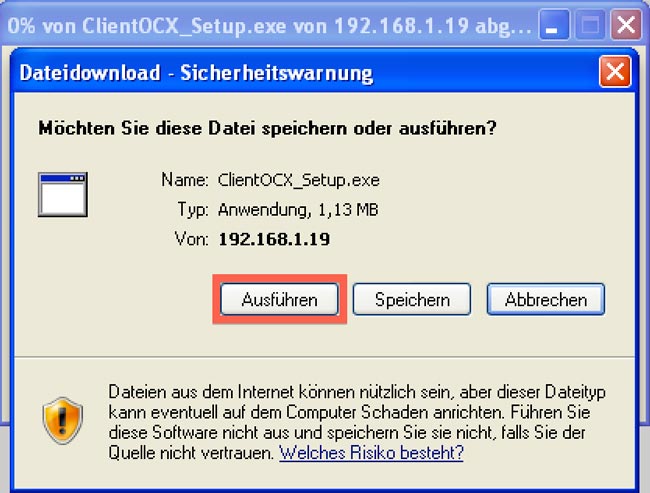 0% von ClientOCX_Setup.exe von 192.168.1.19 abg...
Dateidownload - Sicherheitswarnung
Möchten Sie diese Datei speichern oder ausführen?
Name: ClientOCX_Setup.exe
Typ: Anwendung, 1,13 MB
Von: 192.168.1.19
Ausführen Speichern Abbrechen
Dateien aus dem Internet können nützlich sein, aber dieser Dateityp
kann eventuell auf dem Computer Schaden anrichten. Führen Sie
diese Software nicht aus und speichern Sie sie nicht, falls Sie der
Quelle nicht vertrauen. Welches Risiko besteht?